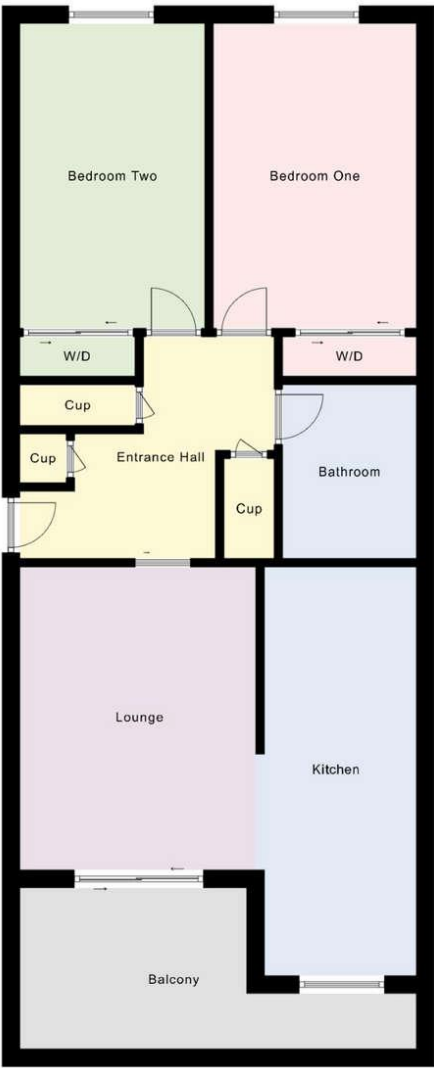 Bedroom Two
Bedroom One
W/D
W/D
Cup
Cup
Entrance Hall
Bathroom
Cup
Lounge
Kitchen
Balcony